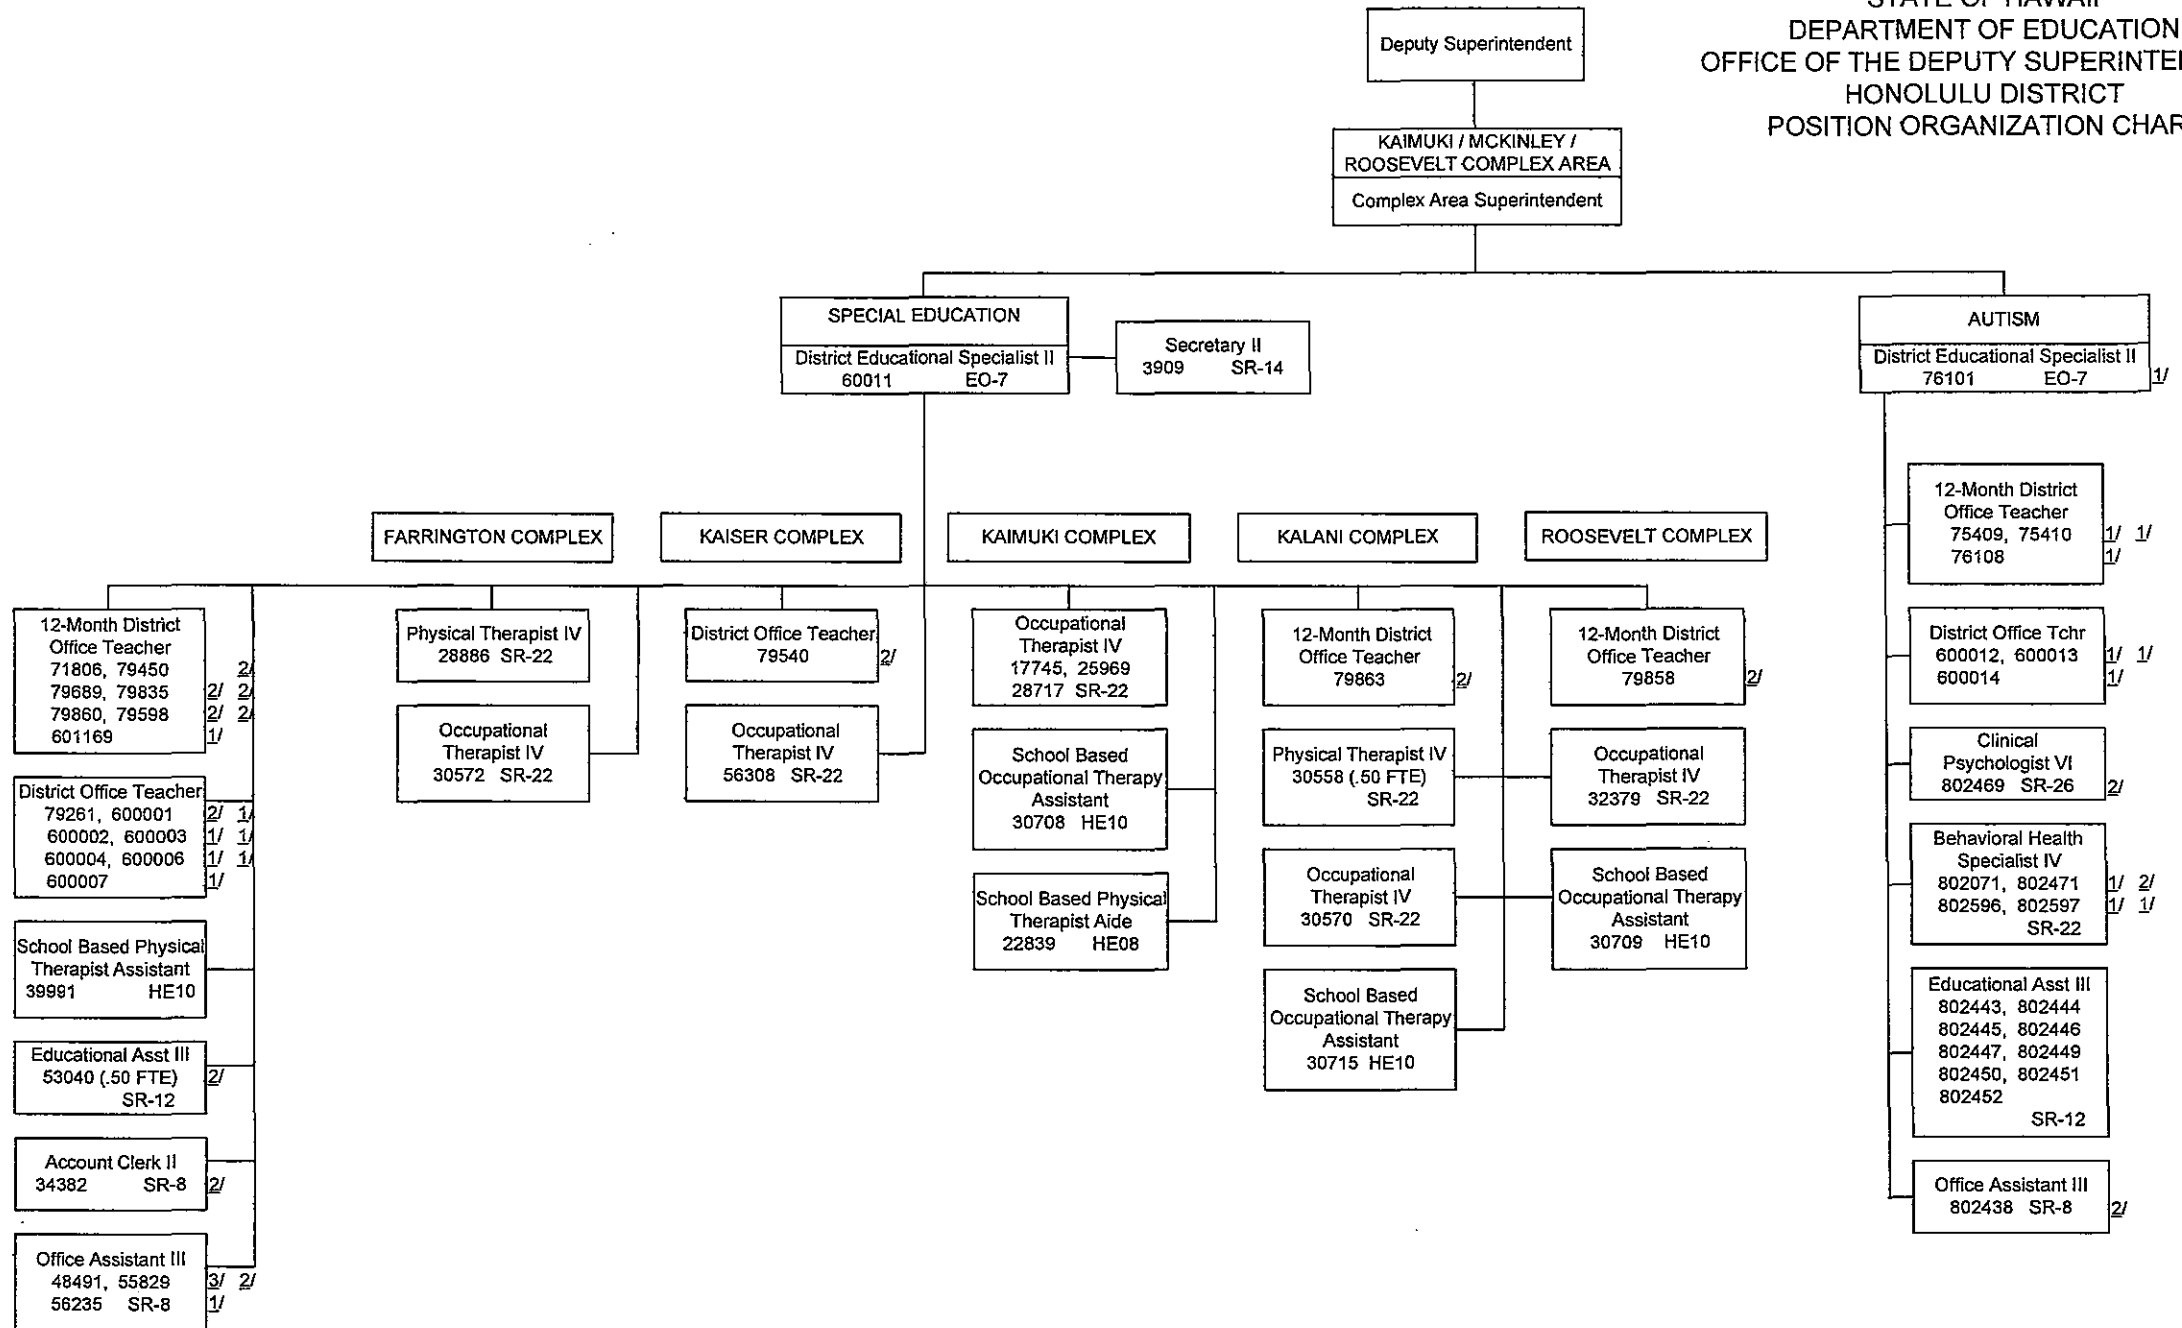 STATE OF HAWAII
DEPARTMENT OF EDUCATION
OFFICE OF THE DEPUTY
HONOLULU DISTRICT
POSITION ORGANIZATION
Deputy Superintendent
KAIMUKI / MCKINLEY /
ROOSEVELT COMPLEX AREA
Complex Area Superintendent
SPECIAL EDUCATION
District Educational Specialist II
60011 EO-7
Secretary II
3909 SR-14
AUTISM
District Educational Specialist II
76101 EO-7 1/
FARRINGTON COMPLEX
KAISER COMPLEX
KAIMUKI COMPLEX
KALANI COMPLEX
ROOSEVELT COMPLEX
12-Month District
Office Teacher
71806, 79450 2/
79689, 79835 2/ 2/
79860, 79598 2/ 2/
601169 1/
District Office Teacher
79261, 600001 2/ 1/
600002, 600003 1/ 1/
600004, 600006 1/ 1/
600007 1/
School Based Physical
Therapist Assistant
39991 HE10
Educational Asst III
53040 (.50 FTE) 2/
SR-12
Account Clerk II
34382 SR-8 2/
Office Assistant III
48491, 55829 3/ 2/
56235 SR-8 1/
Physical Therapist IV
28886 SR-22
Occupational
Therapist IV
30572 SR-22
District Office Teacher
79540 2/
Occupational
Therapist IV
56308 SR-22
Occupational
Therapist IV
17745, 25969
28717 SR-22
School Based
Occupational Therapy
Assistant
30708 HE10
School Based Physical
Therapist Aide
22839 HE08
12-Month District
Office Teacher
79863 2/
Physical Therapist IV
30558 (.50 FTE)
SR-22
Occupational
Therapist IV
30570 SR-22
School Based
Occupational Therapy
Assistant
30715 HE10
12-Month District
Office Teacher
79858 2/
Occupational
Therapist IV
32379 SR-22
School Based
Occupational Therapy
Assistant
30709 HE10
12-Month District
Office Teacher
75409, 75410 1/ 1/
76108 1/
District Office Tchr
600012, 600013 1/ 1/
600014 1/
Clinical
Psychologist VI
802469 SR-26 2/
Behavioral Health
Specialist IV
802071, 802471 1/ 2/
802596, 802597 1/ 1/
SR-22
Educational Asst III
802443, 802444
802445, 802446
802447, 802449
802450, 802451
802452
SR-12
Office Assistant III
802438 SR-8 2/